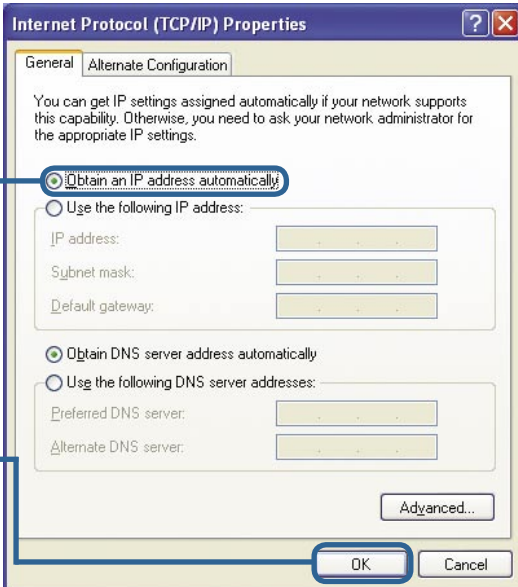 Internet Protocol (TCP/IP) Properties
General
Alternate Configuration
You can get IP settings assigned automatically if your network supports
this capability. Otherwise, you need to ask your network administrator for
the appropriate IP settings.
Obtain an IP address automatically
Use the following IP address:
IP address:
Subnet mask:
Default gateway:
Obtain DNS server address automatically
Use the following DNS server addresses:
Preferred DNS server:
Alternate DNS server:
Advanced...
OK
Cancel